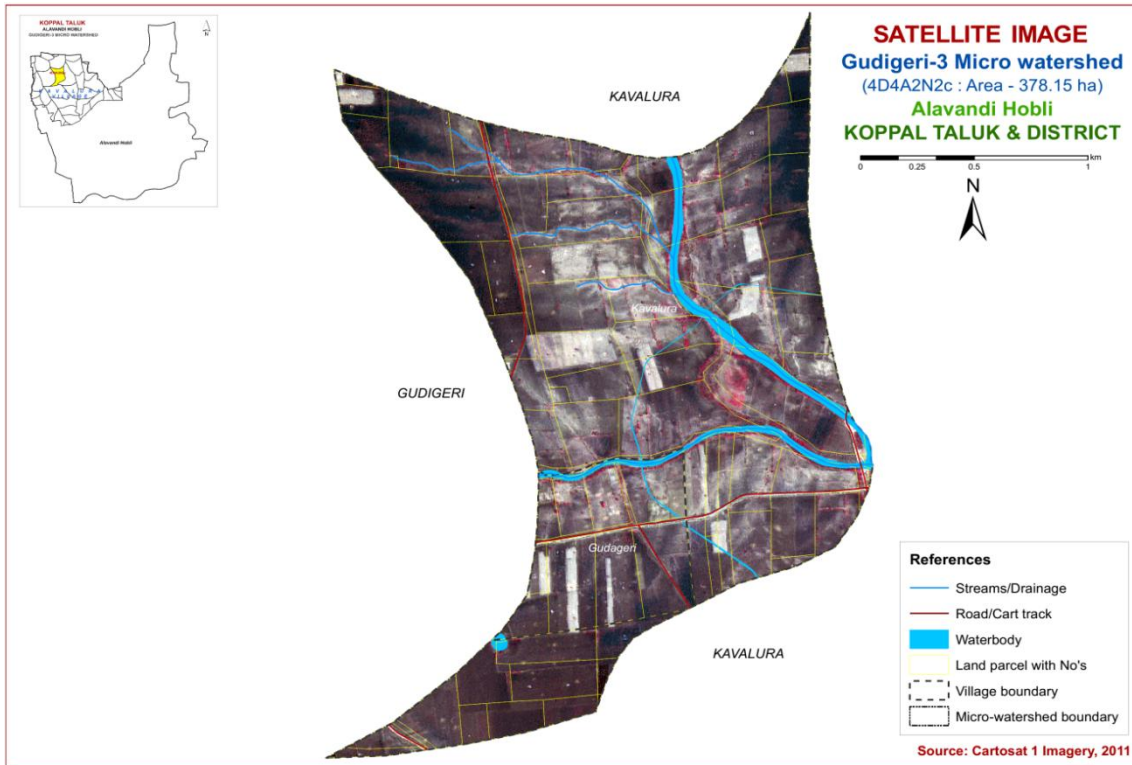 KOPPAL TALUK
ALAVANDI HOBLI
GUDIGERI-3 MICRO WATERSHED
N
KAVALURA
VILLAGE
Alavandi Hobli
SATELLITE IMAGE
Gudigeri-3 Micro watershed
(4D4A2N2c : Area - 378.15 ha)
Alavandi Hobli
KOPPAL TALUK & DISTRICT
km
0 0.25 0.5 1
N
KAVALURA
Kavalura
GUDIGERI
Gudageri
KAVALURA
References
Streams/Drainage
Road/Cart track
Waterbody
Land parcel with No's
Village boundary
Micro-watershed boundary
Source: Cartosat 1 Imagery, 2011